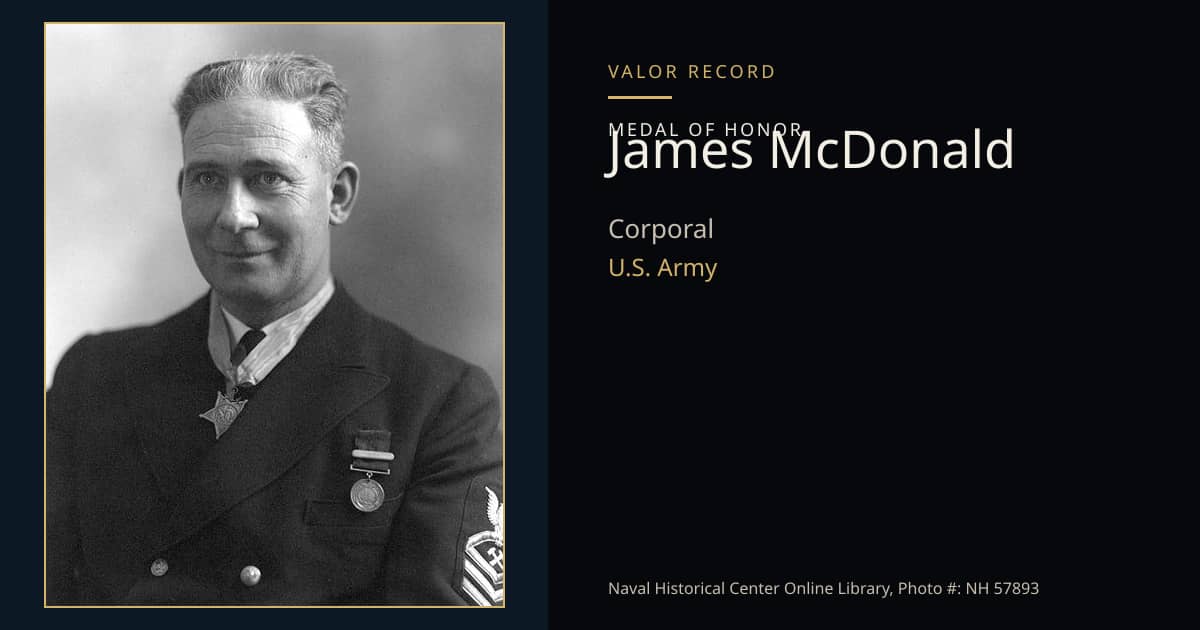 VALOR RECORD
MEDAL OF HONOR
James McDonald
Corporal
U.S. Army
Naval Historical Center Online Library, Photo #: NH 57893